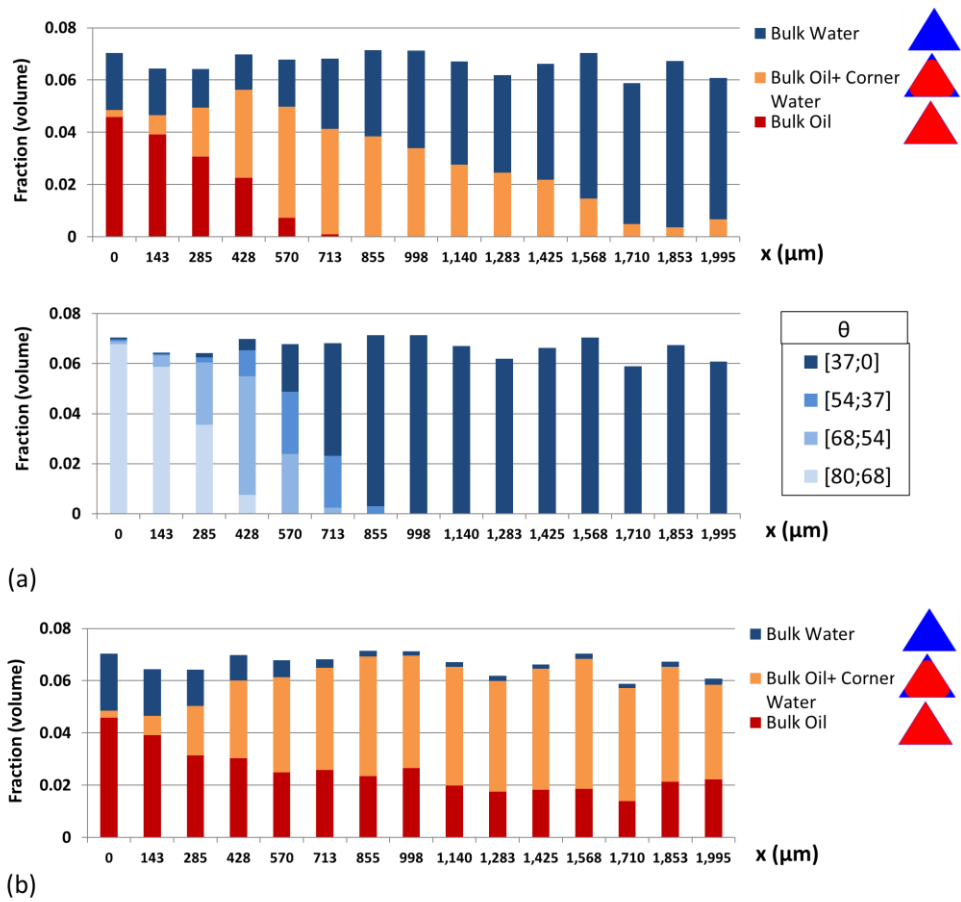 0.08
0.06
0.04
0.02
0
Fraction (volume)
0 143 285 428 570 713 855 998 1,140 1,283 1,425 1,568 1,710 1,853 1,995
x (µm)
Bulk Water
Bulk Oil+ Corner
Water
Bulk Oil
0.08
0.06
0.04
0.02
0
Fraction (volume)
0 143 285 428 570 713 855 998 1,140 1,283 1,425 1,568 1,710 1,853 1,995
x (µm)
θ
[37;0]
[54;37]
[68;54]
[80;68]
(a)
0.08
0.06
0.04
0.02
0
Fraction (volume)
0 143 285 428 570 713 855 998 1,140 1,283 1,425 1,568 1,710 1,853 1,995
x (µm)
Bulk Water
Bulk Oil+ Corner
Water
Bulk Oil
(b)